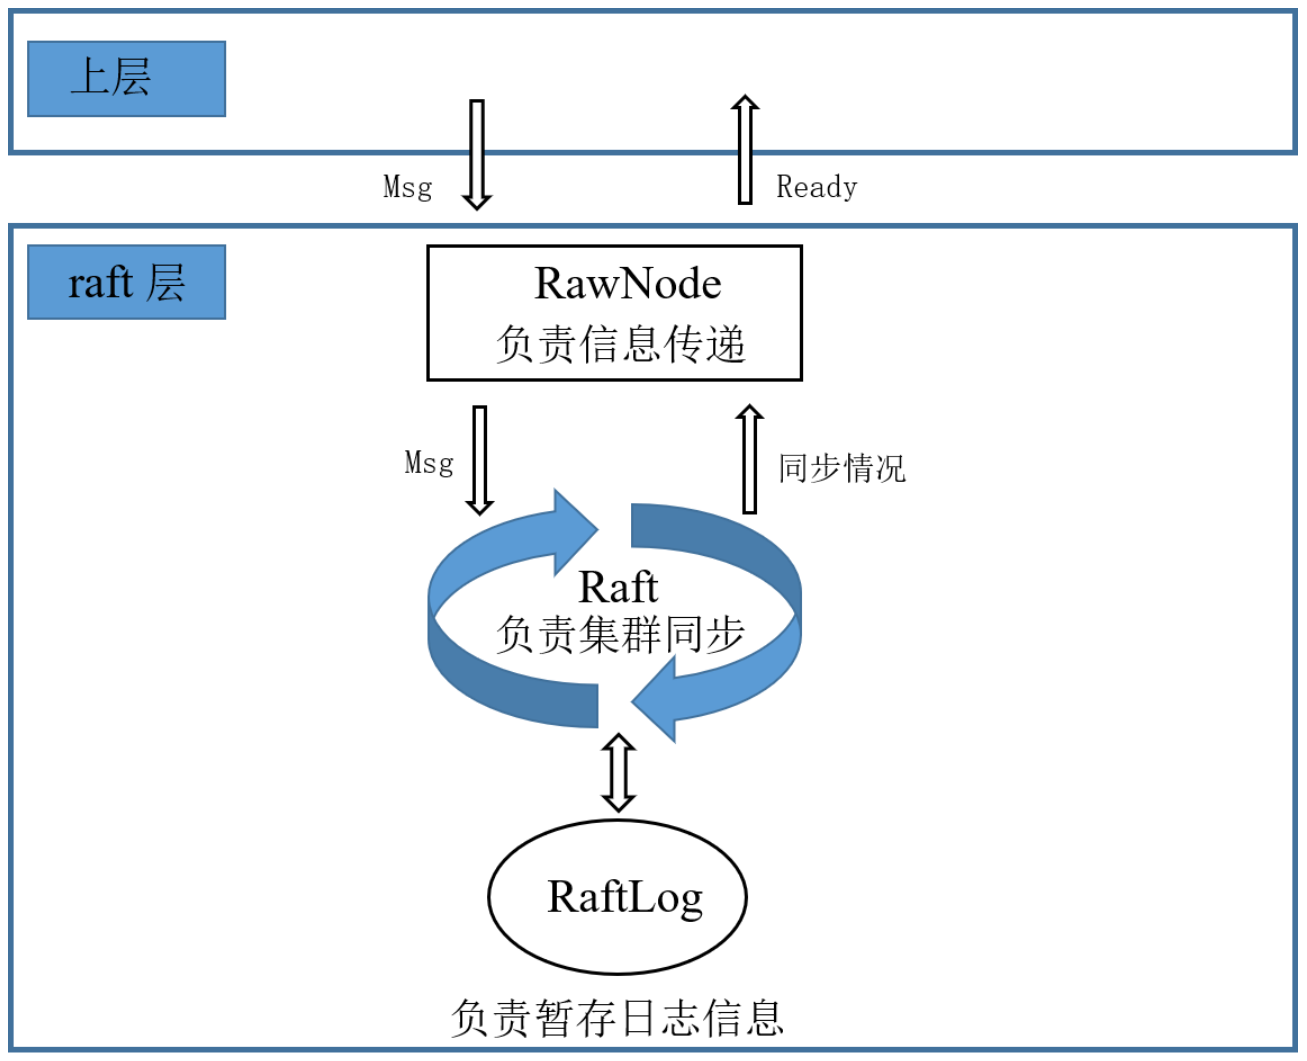 上层
Msg
Ready
raft 层
RawNode
负责信息传递
Msg
同步情况
Raft
负责集群同步
RaftLog
负责暂存日志信息